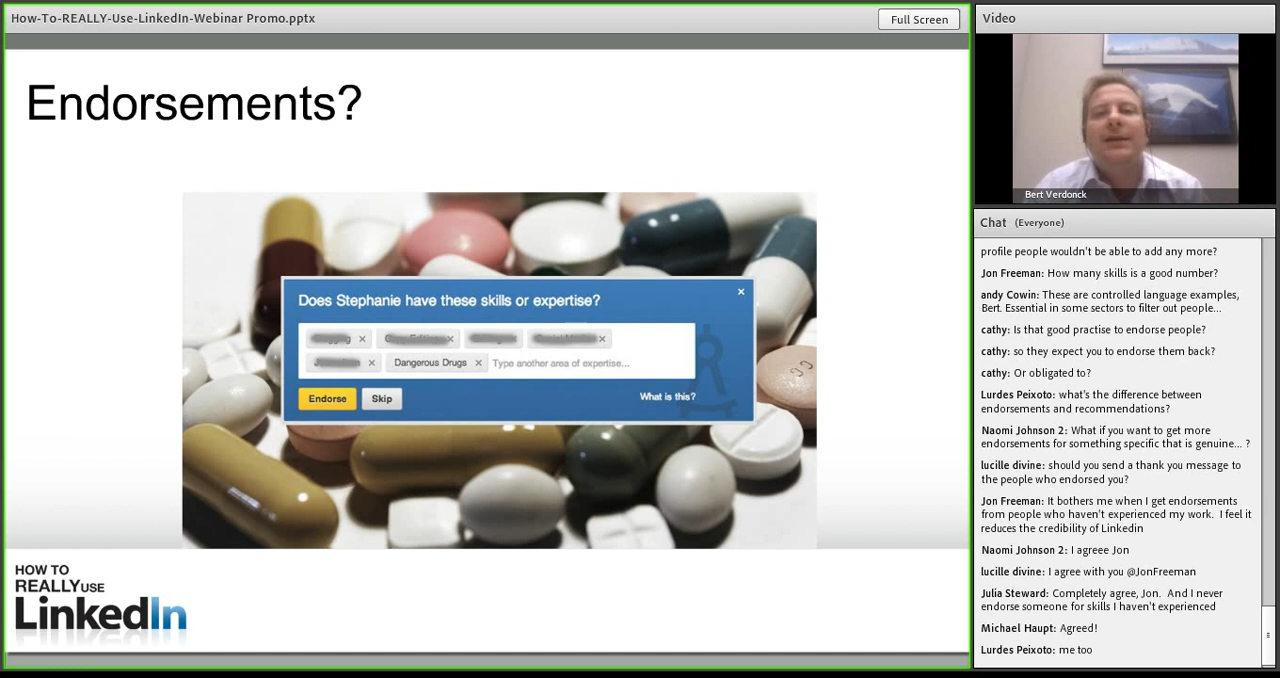 How-To-REALLY-Use-LinkedIn-Webinar Promo.pptx
Full Screen
Endorsements?
Does Stephanie have these skills or expertise?
Dangerous Drugs
Type another area of expertise...
Endorse
Skip
What is this?
HOW TO
REALLY USE
LinkedIn
Video
Bert Verdonck
Chat (Everyone)
profile people wouldn't be able to add any more?
Jon Freeman: How many skills is a good number?
andy Cowin: These are controlled language examples,
Bert. Essential in some sectors to filter out people...
cathy: Is that good practise to endorse people?
cathy: so they expect you to endorse them back?
cathy: Or obligated to?
Lurdes Peixoto: what's the difference between
endorsements and recommendations?
Naomi Johnson 2: What if you want to get more
endorsements for something specific that is genuine... ?
lucille divine: should you send a thank you message to
the people who endorsed you?
Jon Freeman: It bothers me when I get endorsements
from people who haven't experienced my work. I feel it
reduces the credibility of Linkedin
Naomi Johnson 2: I agreee Jon
lucille divine: I agree with you @JonFreeman
Julia Steward: Completely agree, Jon. And I never
endorse someone for skills I haven't experienced
Michael Haupt: Agreed!
Lurdes Peixoto: me too